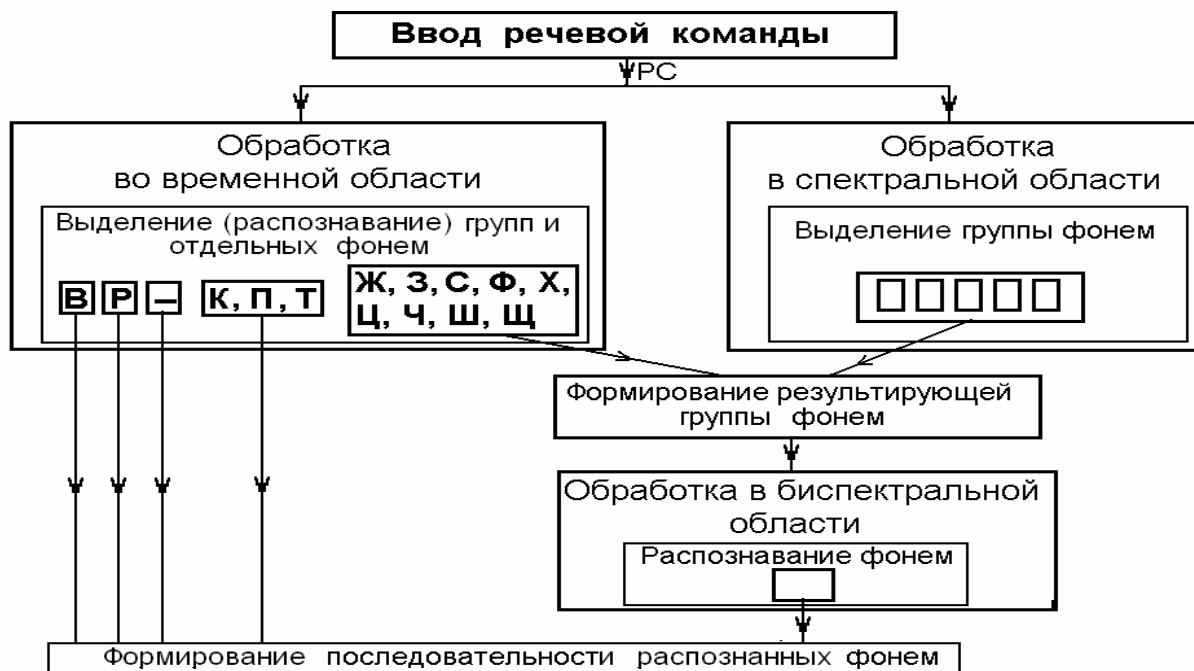 Ввод речевой команды
РС
Обработка
во временной области
Выделение (распознавание) групп и
отдельных фонем
В Р – К, П, Т
Ж, З, С, Ф, Х,
Ц, Ч, Ш, Щ
Обработка
в спектральной области
Выделение группы фонем
Формирование результирующей
группы фонем
Обработка в биспектральной
области
Распознавание фонем
Формирование последовательности распознанных фонем